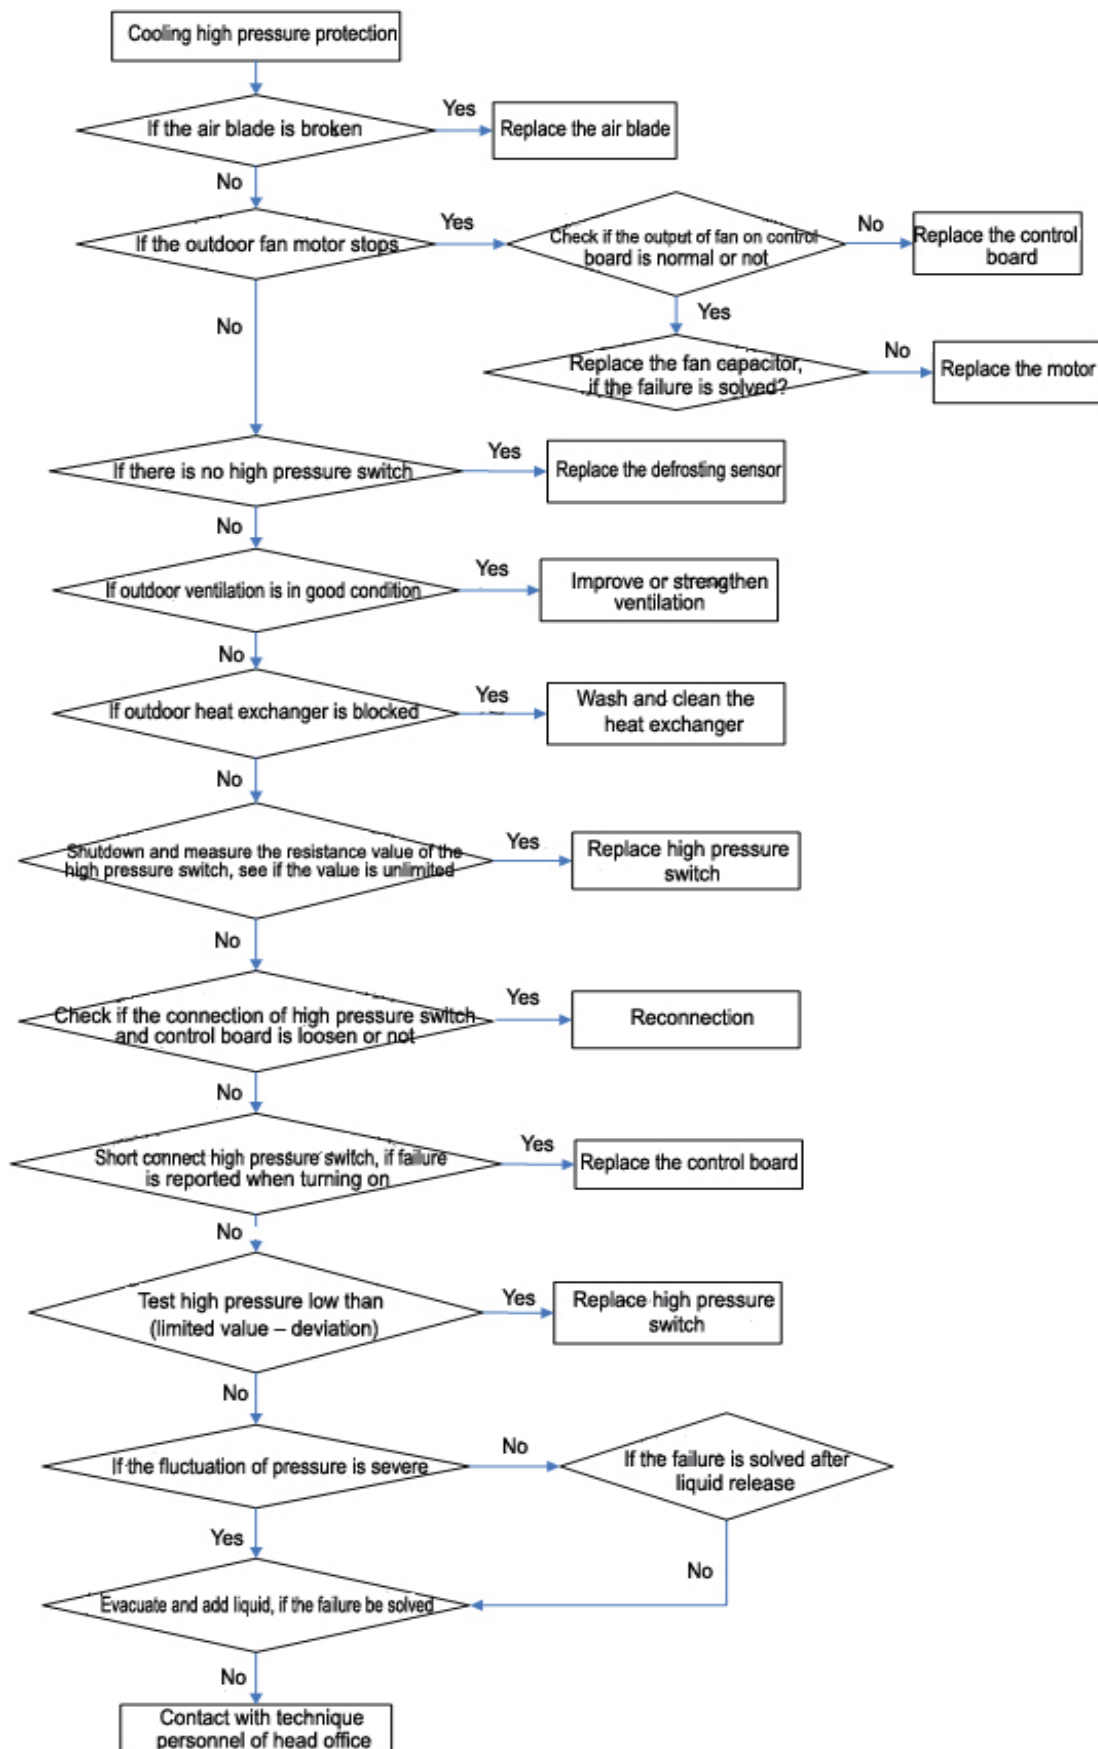 Cooling high pressure protection
If the air blade is broken
Yes
Replace the air blade
No
If the outdoor fan motor stops
Yes
Check if the output of fan on control
board is normal or not
No
Replace the control
board
Yes
No
Replace the fan capacitor,
if the failure is solved?
No
Replace the motor
If there is no high pressure switch
Yes
Replace the defrosting sensor
No
If outdoor ventilation is in good condition
Yes
Improve or strengthen
ventilation
No
If outdoor heat exchanger is blocked
Yes
Wash and clean the
heat exchanger
No
Shutdown and measure the resistance value of the
high pressure switch, see if the value is unlimited
Yes
Replace high pressure
switch
No
Check if the connection of high pressure switch
and control board is loosen or not
Yes
Reconnection
No
Short connect high pressure switch, if failure
is reported when turning on
Yes
Replace the control board
No
Test high pressure low than
(limited value – deviation)
Yes
Replace high pressure
switch
No
If the fluctuation of pressure is severe
No
If the failure is solved after
liquid release
Yes
No
Evacuate and add liquid, if the failure be solved
No
Contact with technique
personnel of head office